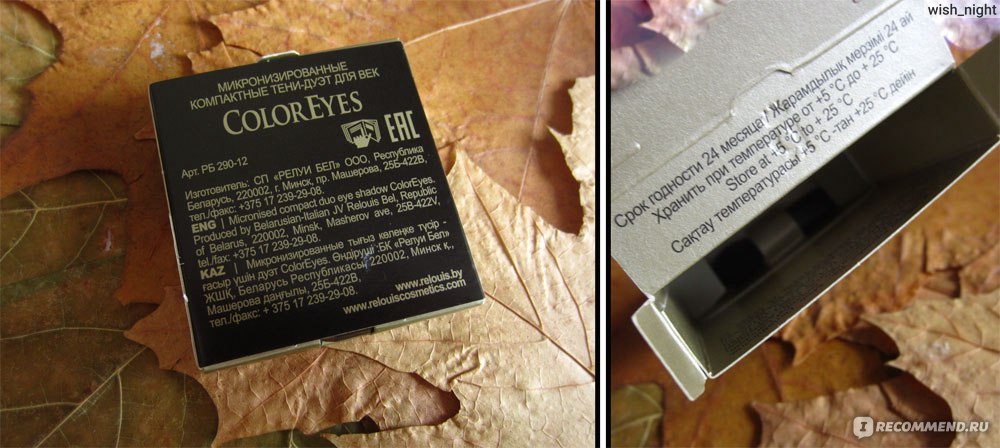 МИКРОНИЗИРОВАННЫЕ
КОМПАКТНЫЕ ТЕНИ-ДУЭТ ДЛЯ ВЕК
COLOREYES
EAC
Арт. РБ 290-12
Изготовитель: СП «РЕЛУИ БЕЛ» ООО, Республика
Беларусь, 220002, г. Минск, пр. Машерова, 25Б-422В,
тел./факс: +375 17 239-29-08.
ENG | Micronised compact duo eye shadow ColorEyes.
Produced by Belarusian-Italian JV Relouis Bel, Republic
of Belarus, 220002, Minsk, Masherov ave, 25B-422V,
tel./fax: +375 17 239-29-08.
KAZ | Микронизированные тығыз көлеңке түсір -
ғасыр үшін дуэт ColorEyes. Өндіруші: БК «Релуи Бел»
ЖШҚ, Беларусь Республикасы, 220002, Минск қ.,
Машерова даңғылы, 25Б-422В,
тел./факс: + 375 17 239-29-08.
www.relouis.by
www.relouiscosmetics.com
wish_night
Срок годности 24 месяца / Жарамдылық мерзімі 24 ай
Хранить при температуре от +5 °C до + 25 °C
Store at +5 °C to + 25 °C
Сақтау температурасы +5 °C -тан +25 °C дейін
I RECOMMEND.RU